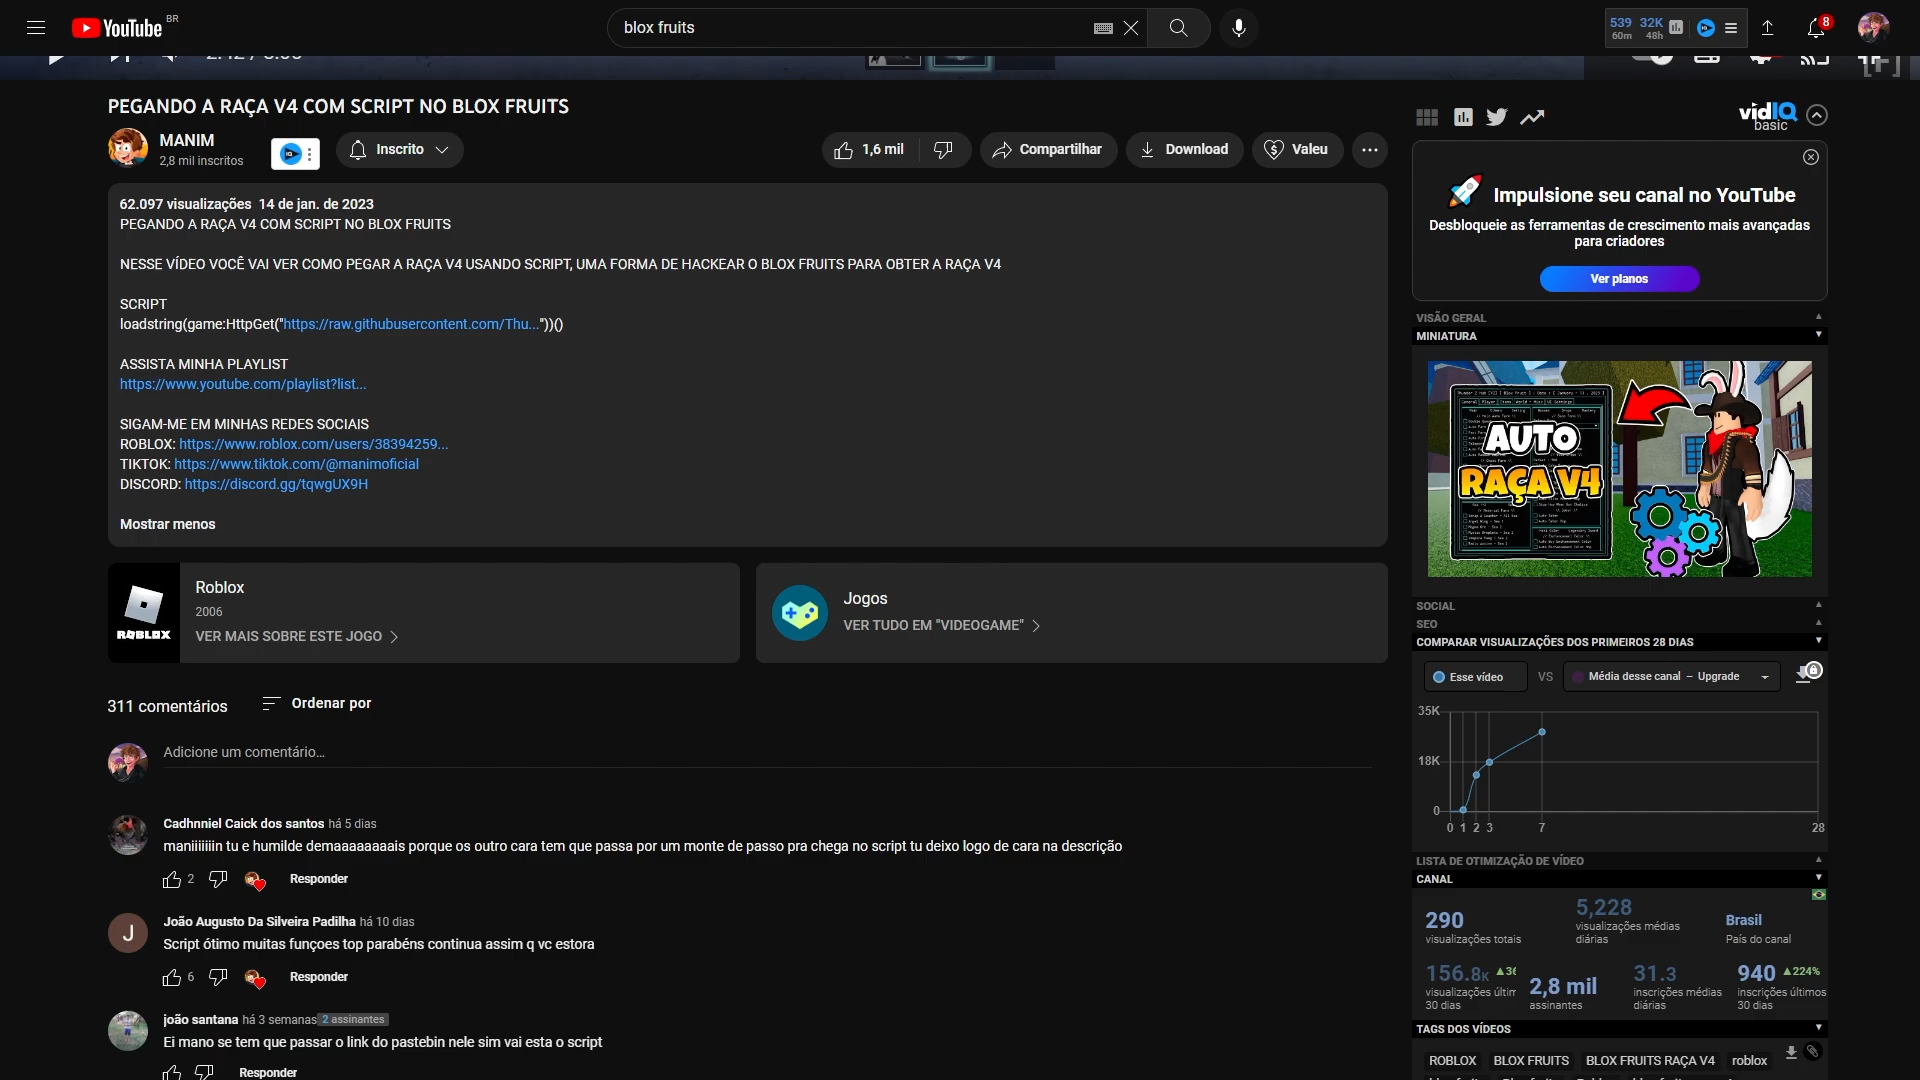 YouTube BR
blox fruits
539 32K
60m 48h
8
PEGANDO A RAÇA V4 COM SCRIPT NO BLOX FRUITS
MANIM
2,8 mil inscritos
Inscrito
1,6 mil
Compartilhar
Download
Valeu
62.097 visualizações 14 de jan. de 2023
PEGANDO A RAÇA V4 COM SCRIPT NO BLOX FRUITS
NESSE VÍDEO VOCÊ VAI VER COMO PEGAR A RAÇA V4 USANDO SCRIPT, UMA FORMA DE HACKEAR O BLOX FRUITS PARA OBTER A RAÇA V4
SCRIPT
loadstring(game:HttpGet("https://raw.githubusercontent.com/Thu..."))()
ASSISTA MINHA PLAYLIST
https://www.youtube.com/playlist?list...
SIGAM-ME EM MINHAS REDES SOCIAIS
ROBLOX: https://www.roblox.com/users/38394259...
TIKTOK: https://www.tiktok.com/@manimoficial
DISCORD: https://discord.gg/tqwgUX9H
Mostrar menos
ROBLOX
Roblox
2006
VER MAIS SOBRE ESTE JOGO
Jogos
VER TUDO EM "VIDEOGAME"
311 comentários
Ordenar por
Adicione um comentário...
Cadhnniel Caick dos santos há 5 dias
maniiiiiiin tu e humilde demaaaaaaaais porque os outro cara tem que passa por um monte de passo pra chega no script tu deixo logo de cara na descrição
2
Responder
J
João Augusto Da Silveira Padilha há 10 dias
Script ótimo muitas funçoes top parabéns continua assim q vc estora
6
Responder
joão santana há 3 semanas 2 assinantes
Ei mano se tem que passar o link do pastebin nele sim vai esta o script
Responder
vidIQ
basic
Impulsione seu canal no YouTube
Desbloqueie as ferramentas de crescimento mais avançadas
para criadores
Ver planos
VISÃO GERAL
MINIATURA
AUTO
RAÇA V4
SOCIAL
SEO
COMPARAR VISUALIZAÇÕES DOS PRIMEIROS 28 DIAS
Esse vídeo
VS
Média desse canal – Upgrade
35K
18K
0
0 1 2 3 7 28
LISTA DE OTIMIZAÇÃO DE VÍDEO
CANAL
290
visualizações totais
5,228
visualizações médias
diárias
Brasil
País do canal
156.8K ▲36
visualizações últim
30 dias
2,8 mil
assinantes
31.3
inscrições médias
diárias
940 ▲224%
inscrições últimos
30 dias
TAGS DOS VÍDEOS
ROBLOX
BLOX FRUITS
BLOX FRUITS RAÇA V4
roblox